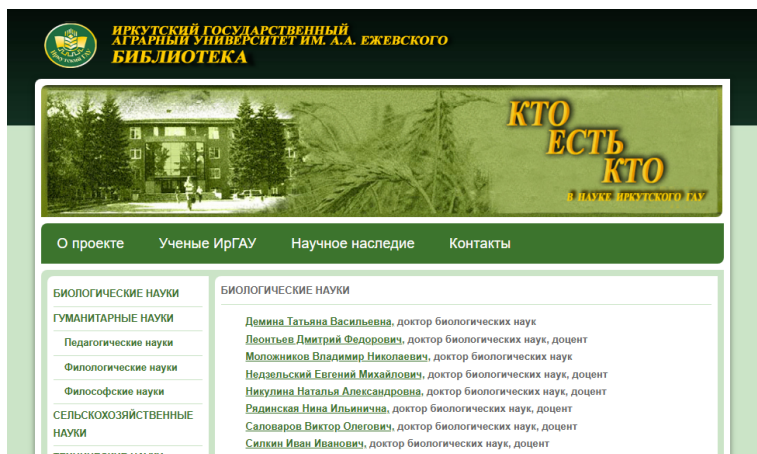 ИРКУТСКИЙ ГОСУДАРСТВЕННЫЙ
АГРАРНЫЙ УНИВЕРСИТЕТ ИМ. А.А. ЕЖЕВСКОГО
БИБЛИОТЕКА
КТО
ЕСТЬ
КТО
В НАУКЕ ИРКУТСКОГО ГАУ
О проекте Ученые ИрГАУ Научное наследие Контакты
БИОЛОГИЧЕСКИЕ НАУКИ
ГУМАНИТАРНЫЕ НАУКИ
Педагогические науки
Филологические науки
Философские науки
СЕЛЬСКОХОЗЯЙСТВЕННЫЕ
НАУКИ
БИОЛОГИЧЕСКИЕ НАУКИ
Демина Татьяна Васильевна, доктор биологических наук
Леонтьев Дмитрий Федорович, доктор биологических наук, доцент
Моложников Владимир Николаевич, доктор биологических наук
Недзельский Евгений Михайлович, доктор биологических наук, доцент
Никулина Наталья Александровна, доктор биологических наук, доцент
Рядинская Нина Ильинична, доктор биологических наук, доцент
Саловаров Виктор Олегович, доктор биологических наук, доцент
Силкин Иван Иванович, доктор биологических наук, доцент